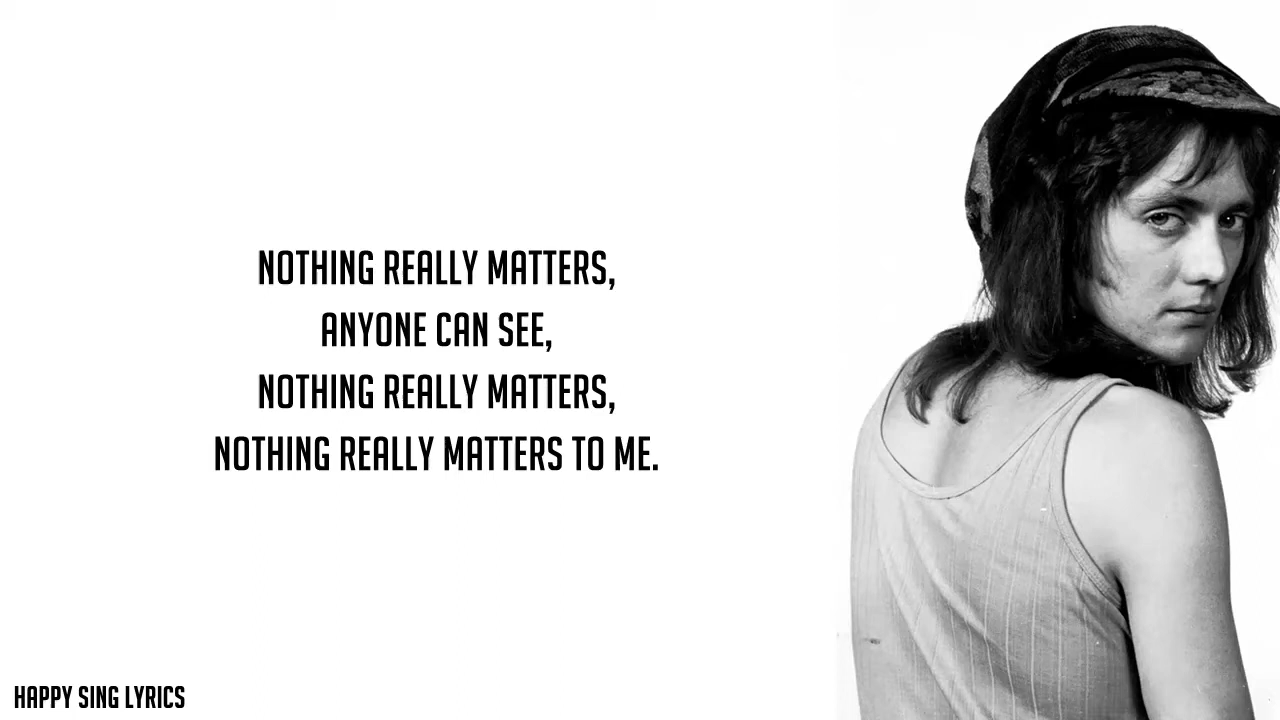 NOTHING REALLY MATTERS,
ANYONE CAN SEE,
NOTHING REALLY MATTERS,
NOTHING REALLY MATTERS TO ME.
HAPPY SING LYRICS